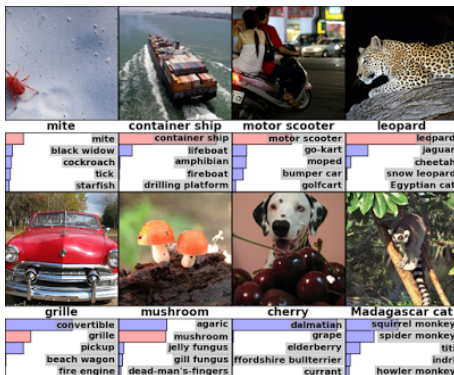 mite
container ship
motor scooter
leopard
mite
black widow
cockroach
tick
starfish
container ship
lifeboat
amphibian
fireboat
drilling platform
motor scooter
go-kart
moped
bumper car
golfcart
leopard
jaguar
cheetah
snow leopard
Egyptian cat
grille
mushroom
cherry
Madagascar cat
convertible
grille
pickup
beach wagon
fire engine
agaric
mushroom
jelly fungus
gill fungus
dead-man's-fingers
dalmatian
grape
elderberry
ffordshire bullterrier
currant
squirrel monkey
spider monkey
titi
indri
howler monkey